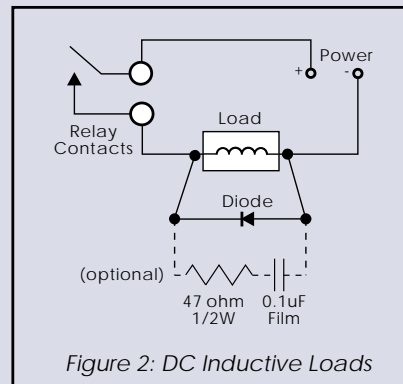 Power
+ -
Load
Relay
Contacts
Diode
(optional)
47 ohm
1/2W
0.1uF
Film
Figure 2: DC Inductive Loads